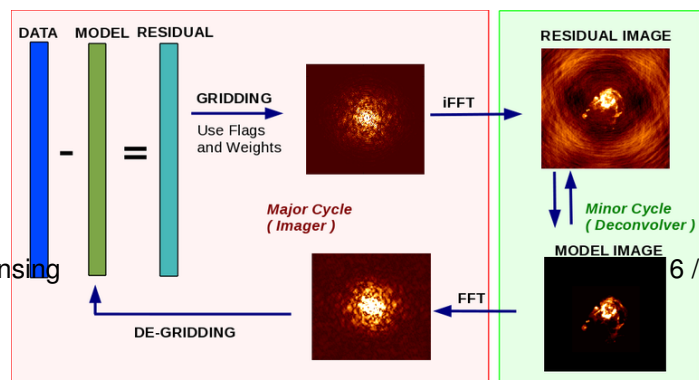 DATA MODEL RESIDUAL
-
=
GRIDDING
Use Flags
and Weights
iFFT
RESIDUAL IMAGE
Major Cycle
( Imager )
Minor Cycle
( Deconvolver )
MODEL IMAGE
nsing
6 /
FFT
DE-GRIDDING